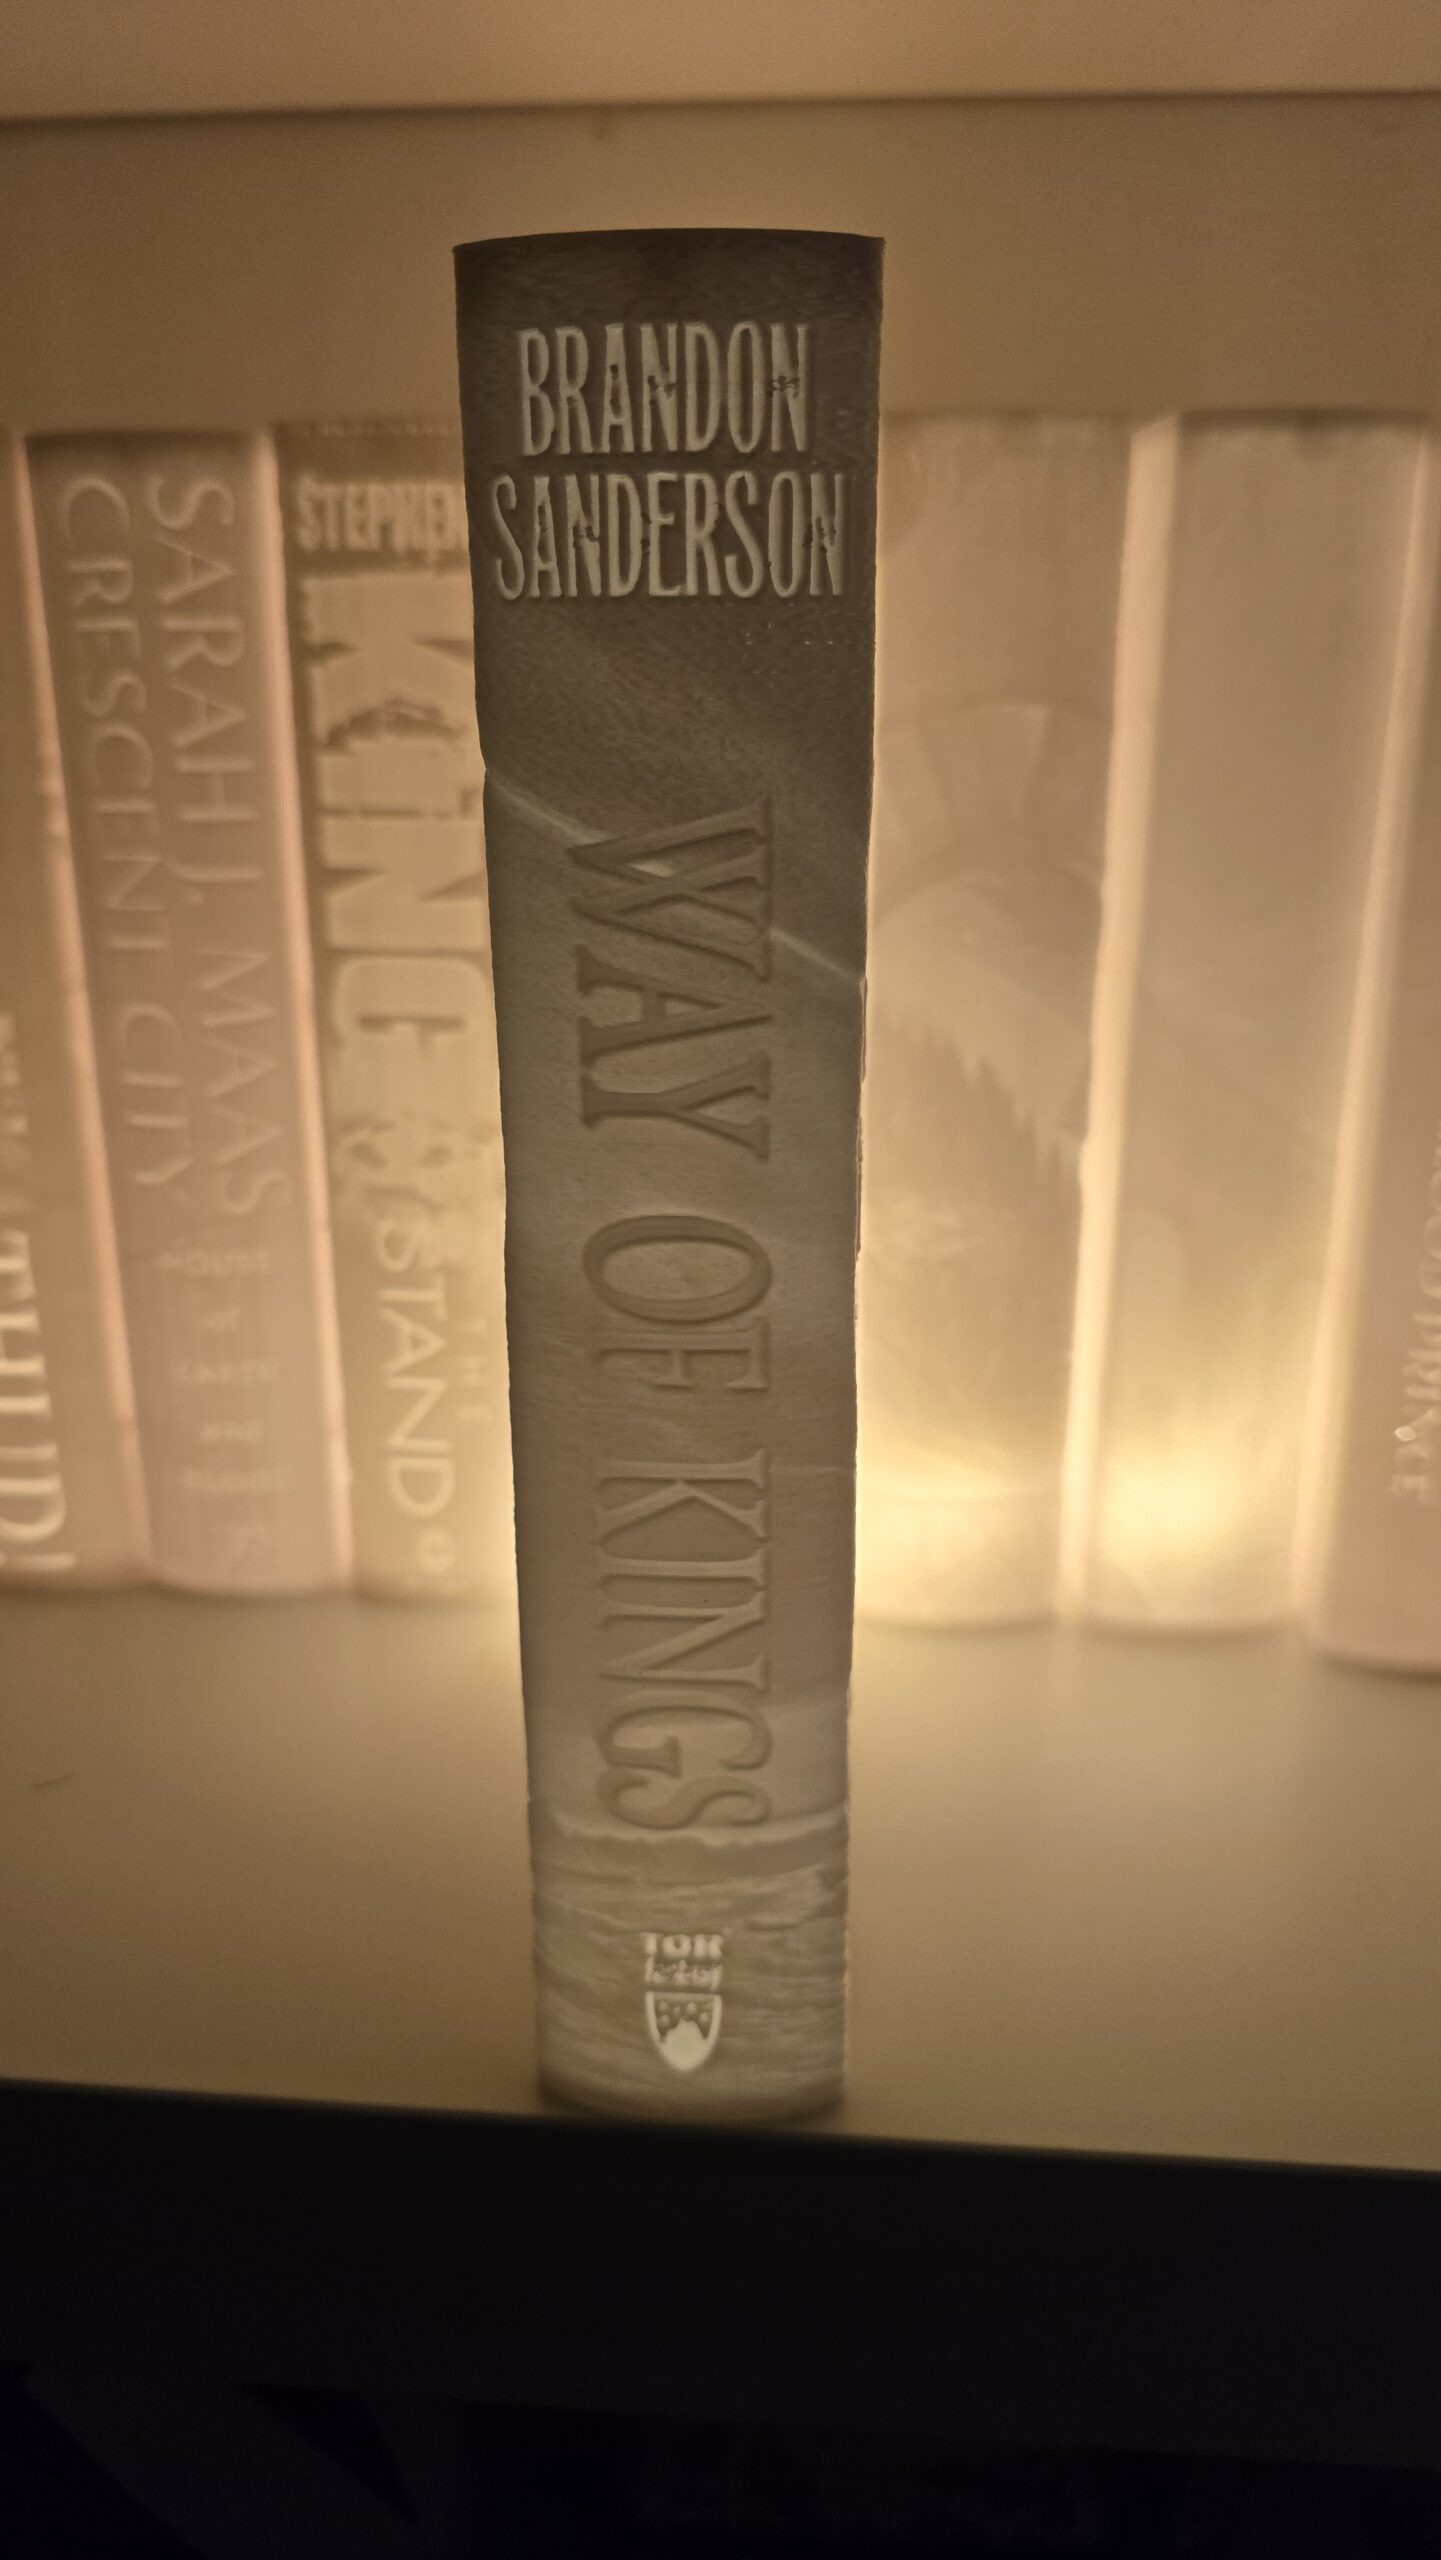 BRANDON
SANDERSON
WAY OF KINGS
TOR
SARAH J. MAAS
CRESCENT CITY
HOUSE
of
EARTH
and
BLOOD
STEPHEN
KING
THE
STAND